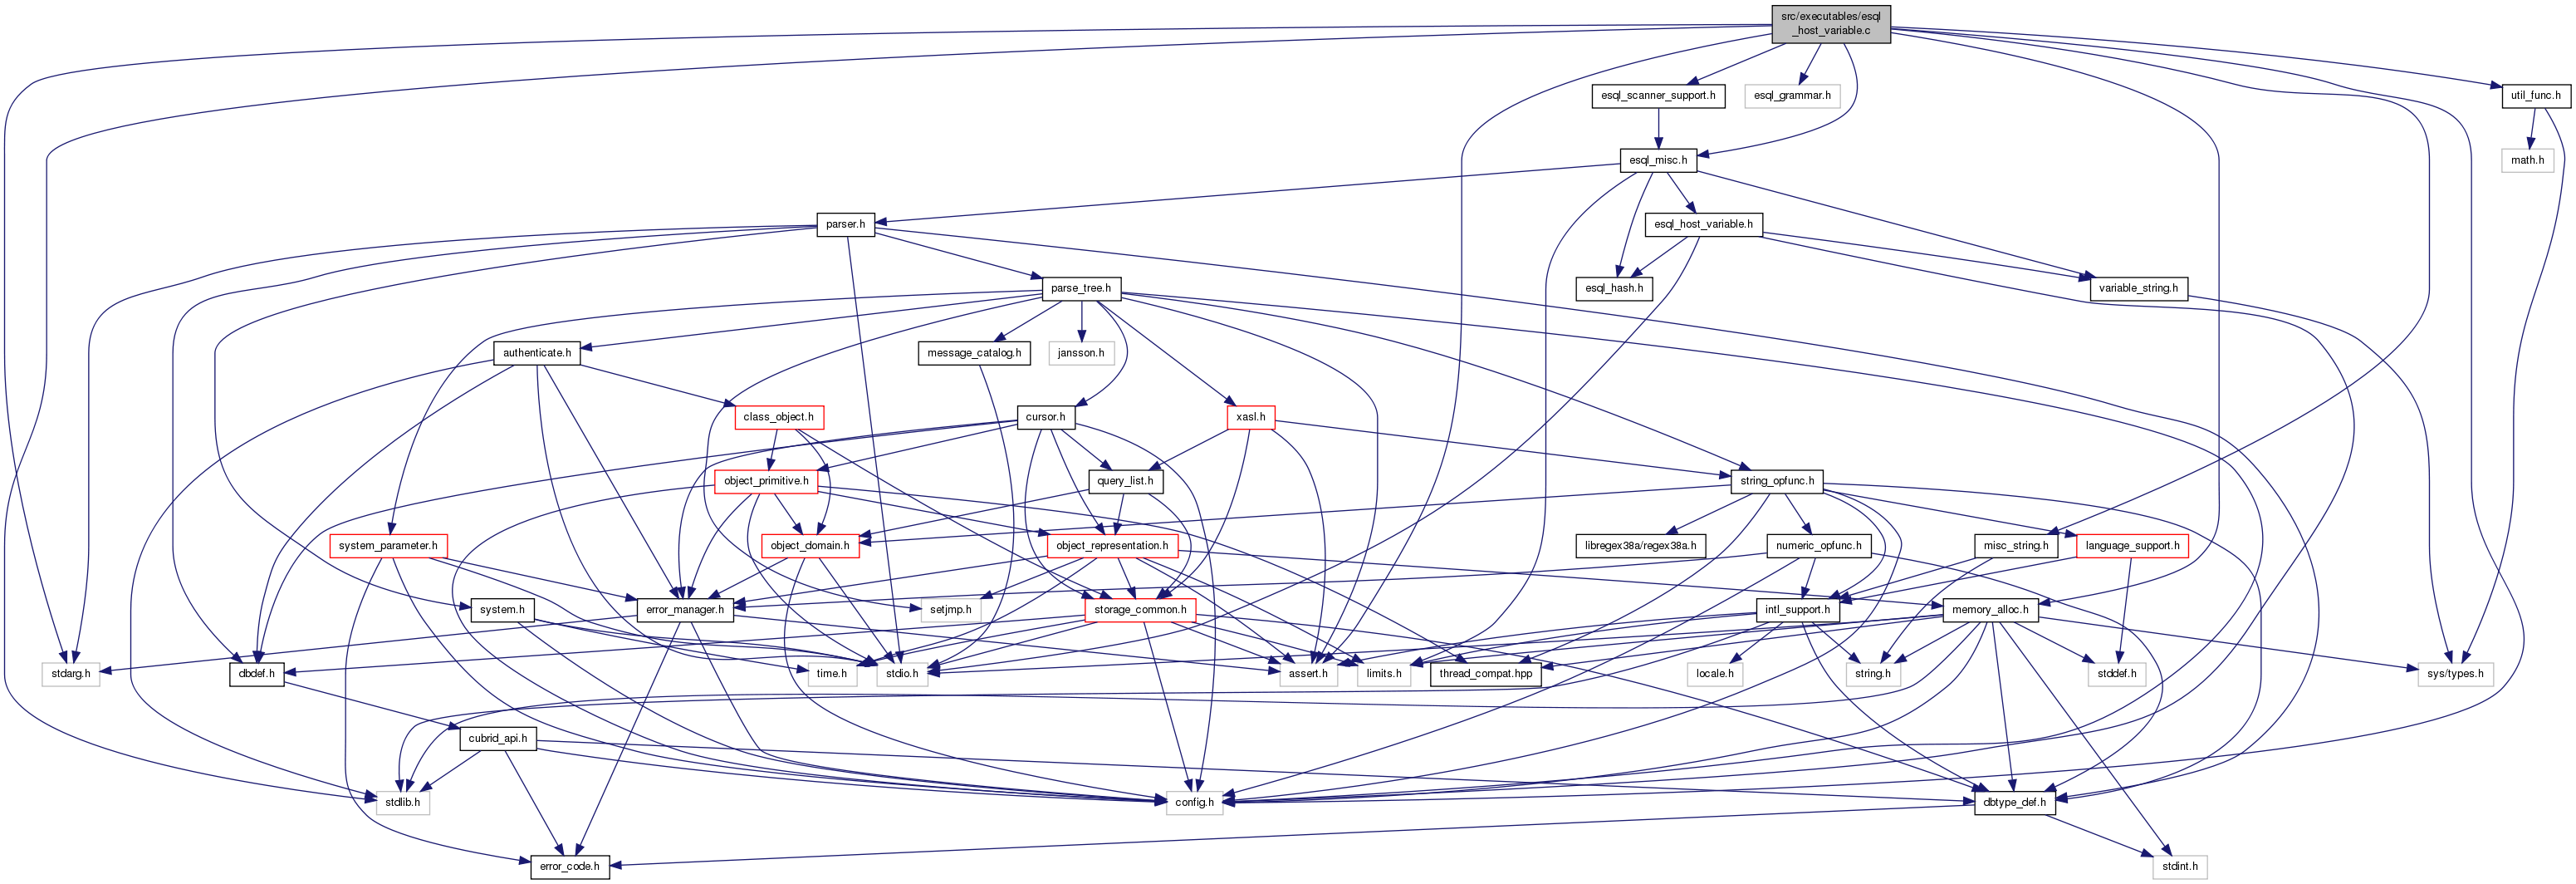 src/executables/esql
_host_variable.c
esql_scanner_support.h
esql_grammar.h
util_func.h
esql_misc.h
math.h
parser.h
esql_host_variable.h
parse_tree.h
esql_hash.h
variable_string.h
authenticate.h
message_catalog.h
jansson.h
class_object.h
cursor.h
xasl.h
object_primitive.h
query_list.h
string_opfunc.h
system_parameter.h
object_domain.h
object_representation.h
libregex38a/regex38a.h
numeric_opfunc.h
misc_string.h
language_support.h
system.h
error_manager.h
setjmp.h
storage_common.h
intl_support.h
memory_alloc.h
stdarg.h
dbdef.h
time.h
stdio.h
assert.h
limits.h
thread_compat.hpp
locale.h
string.h
stddef.h
sys/types.h
cubrid_api.h
stdlib.h
config.h
dbtype_def.h
error_code.h
stdint.h